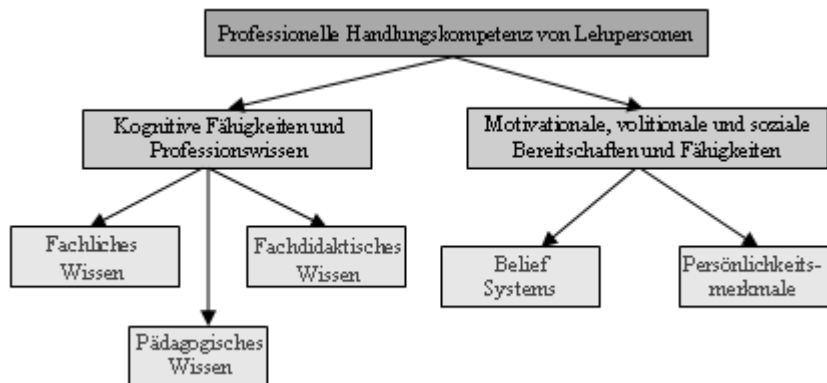 Professionelle Handlungskompetenz von Lehrpersonen
Kognitive Fähigkeiten und
Professionswissen
Motivationale, volitionale und soziale
Bereitschaften und Fähigkeiten
Fachliches
Wissen
Fachdidaktisches
Wissen
Pädagogisches
Wissen
Belief
Systems
Persönlichkeits-
merkmale